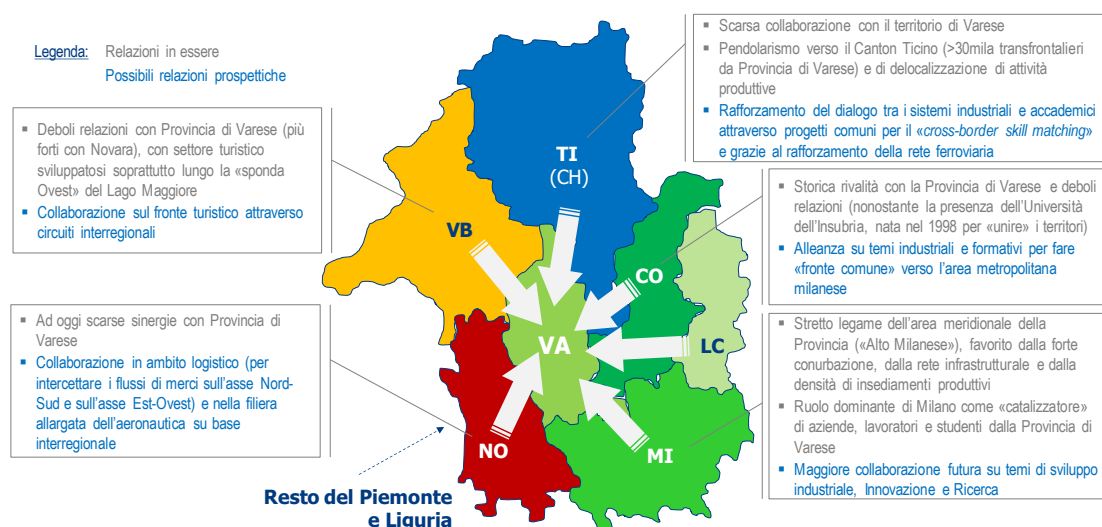 Legenda: Relazioni in essere
Possibili relazioni prospettiche
▪ Deboli relazioni con Provincia di Varese (più
forti con Novara), con settore turistico
sviluppatosi soprattutto lungo la «sponda
Ovest» del Lago Maggiore
▪ Collaborazione sul fronte turistico attraverso
circuiti interregionali
▪ Ad oggi scarse sinergie con Provincia di
Varese
▪ Collaborazione in ambito logistico (per
intercettare i flussi di merci sull'asse Nord-
Sud e sull'asse Est-Ovest) e nella filiera
allargata dell'aeronautica su base
interregionale
TI
(CH)
VB
CO
VA
LC
NO
MI
Resto del Piemonte
e Liguria
▪ Scarsa collaborazione con il territorio di Varese
▪ Pendolarismo verso il Canton Ticino (>30mila transfrontalieri
da Provincia di Varese) e di delocalizzazione di attività
produttive
▪ Rafforzamento del dialogo tra i sistemi industriali e accademici
attraverso progetti comuni per il «cross-border skill matching»
e grazie al rafforzamento della rete ferroviaria
▪ Storica rivalità con la Provincia di Varese e deboli
relazioni (nonostante la presenza dell'Università
dell'Insubria, nata nel 1998 per «unire» i territori)
▪ Alleanza su temi industriali e formativi per fare
«fronte comune» verso l'area metropolitana
milanese
▪ Stretto legame dell'area meridionale della
Provincia («Alto Milanese»), favorito dalla forte
conurbazione, dalla rete infrastrutturale e dalla
densità di insediamenti produttivi
▪ Ruolo dominante di Milano come «catalizzatore»
di aziende, lavoratori e studenti dalla Provincia di
Varese
▪ Maggiore collaborazione futura su temi di sviluppo
industriale, Innovazione e Ricerca